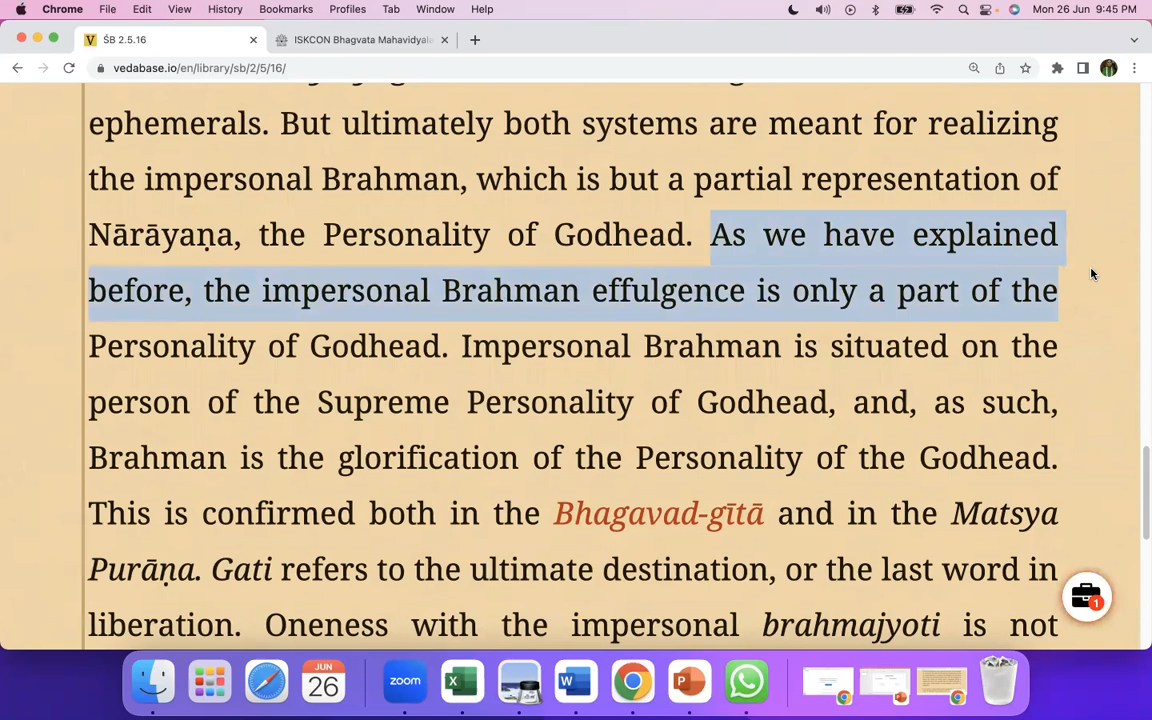 Chrome File Edit View History Bookmarks Profiles Tab Window Help Mon 26 Jun 9:45 PM
V ŚB 2.5.16 ISKCON Bhagvata Mahavidyala
vedabase.io/en/library/sb/2/5/16/
ephemerals. But ultimately both systems are meant for realizing
the impersonal Brahman, which is but a partial representation of
Nārāyaṇa, the Personality of Godhead. As we have explained
before, the impersonal Brahman effulgence is only a part of the
Personality of Godhead. Impersonal Brahman is situated on the
person of the Supreme Personality of Godhead, and, as such,
Brahman is the glorification of the Personality of the Godhead.
This is confirmed both in the Bhagavad-gītā and in the Matsya
Purāṇa. Gati refers to the ultimate destination, or the last word in
1
liberation. Oneness with the impersonal brahmajyoti is not
JUN
26 zoom X W P